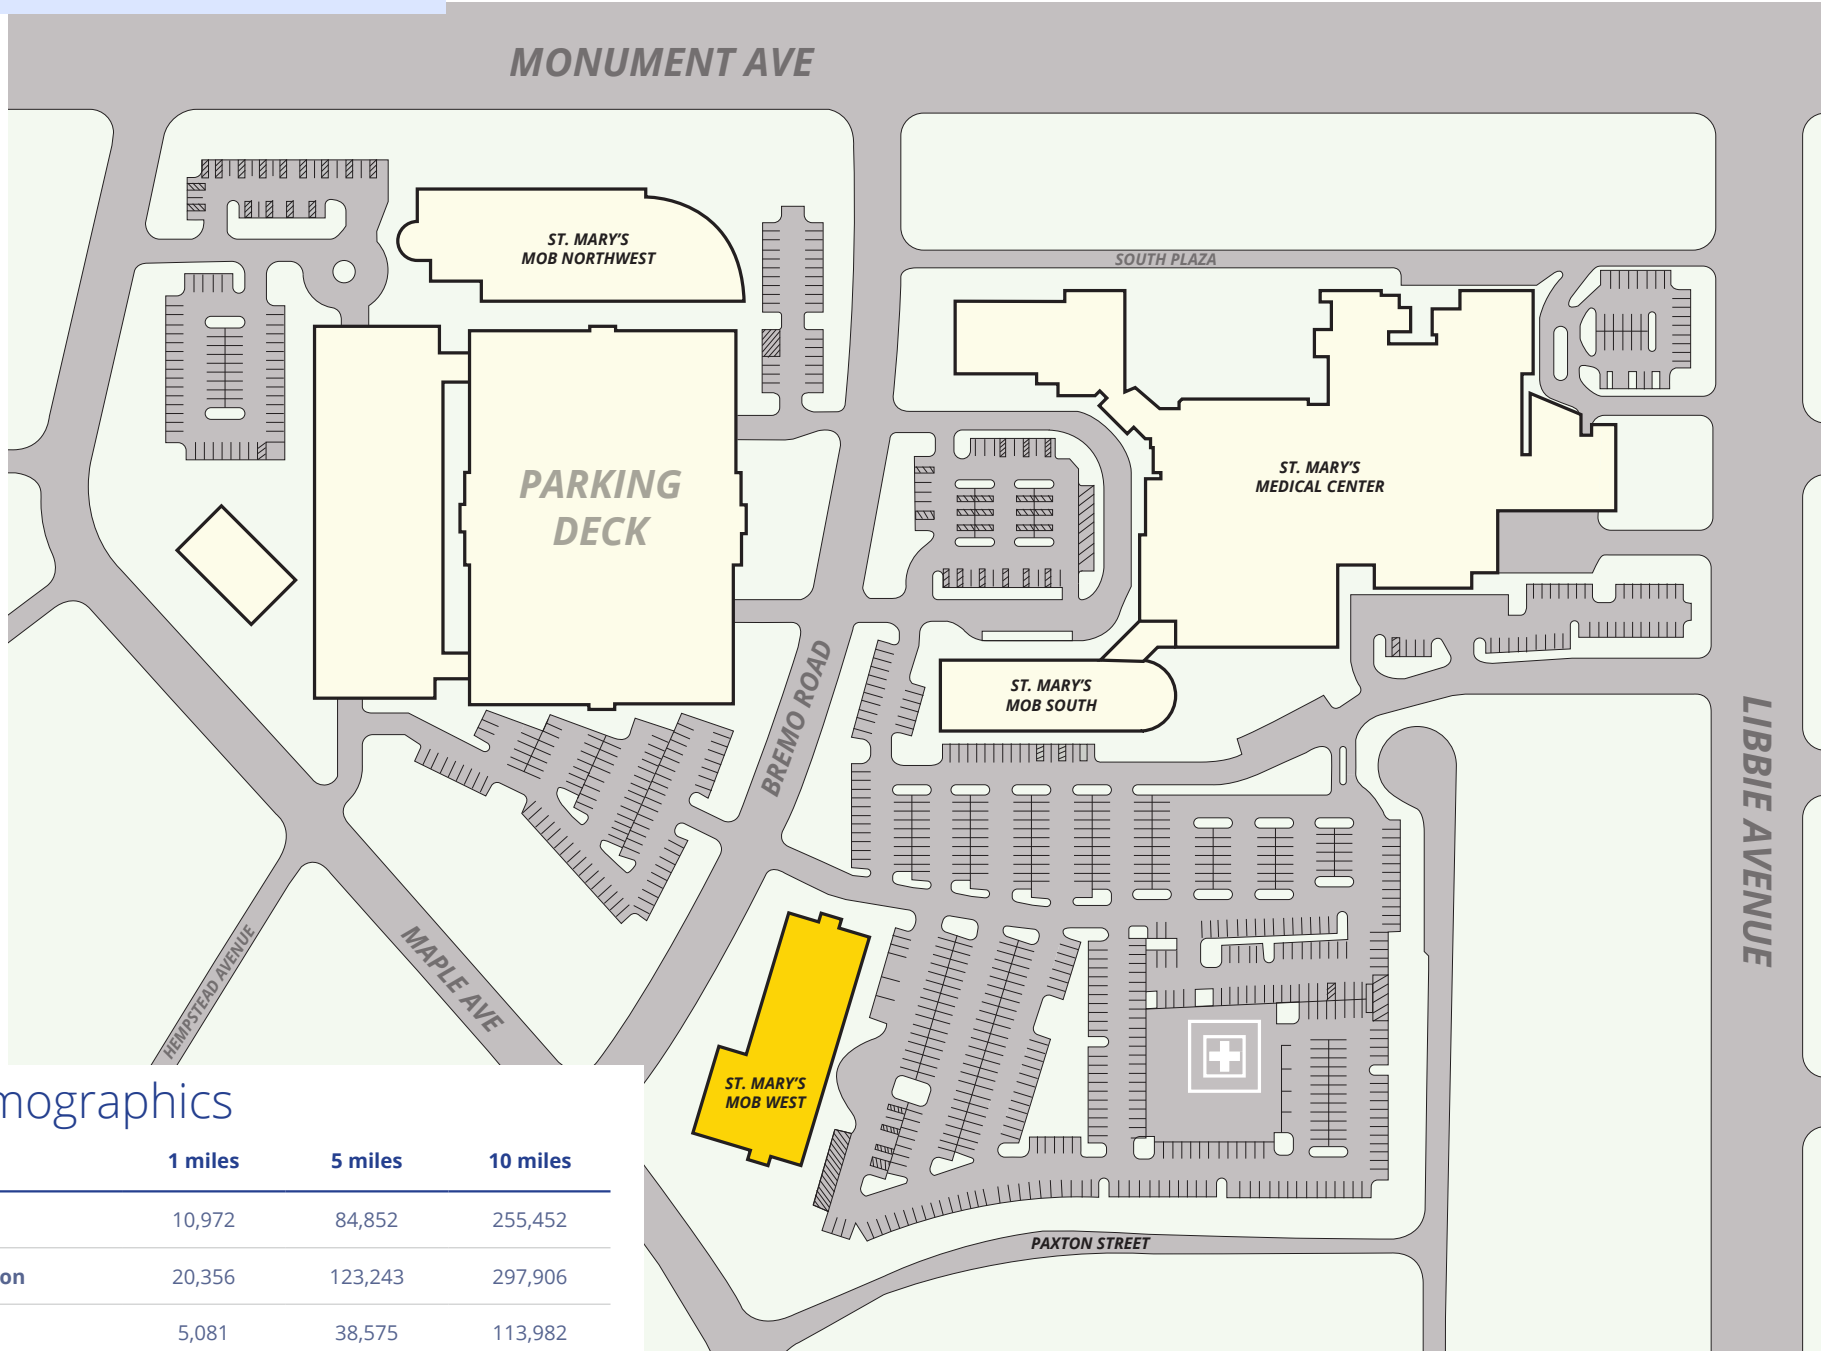 MONUMENT AVE
ST. MARY'S
MOB NORTHWEST
SOUTH PLAZA
PARKING
DECK
ST. MARY'S
MEDICAL CENTER
ST. MARY'S
MOB SOUTH
BREMO ROAD
LIBBIE AVENUE
HEMPSTEAD AVENUE
MAPLE AVE
ST. MARY'S
MOB WEST
PAXTON STREET
mographics
1 miles 5 miles 10 miles
10,972 84,852 255,452
on 20,356 123,243 297,906
5,081 38,575 113,982